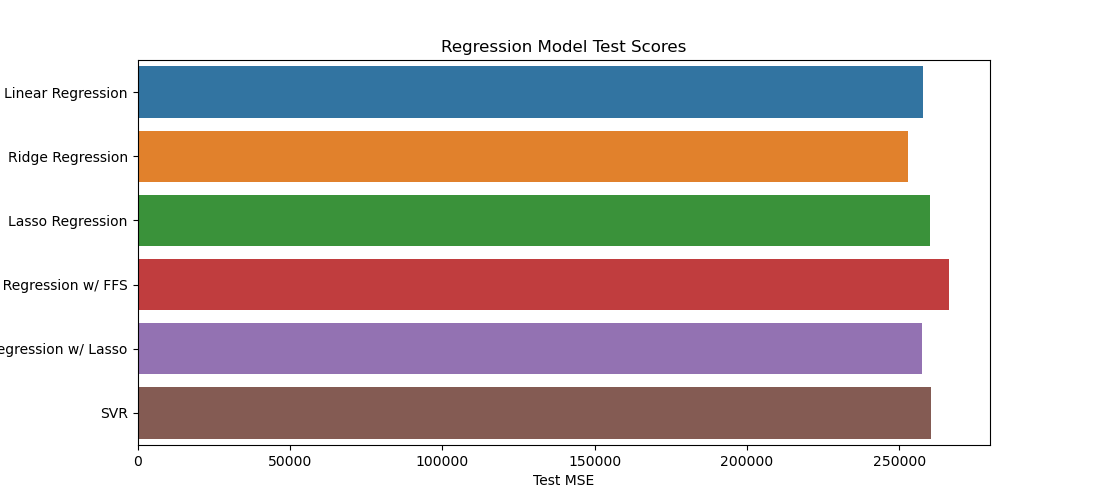 Regression Model Test Scores
Linear Regression
Ridge Regression
Lasso Regression
Regression w/ FFS
egression w/ Lasso
SVR
0 50000 100000 150000 200000 250000
Test MSE